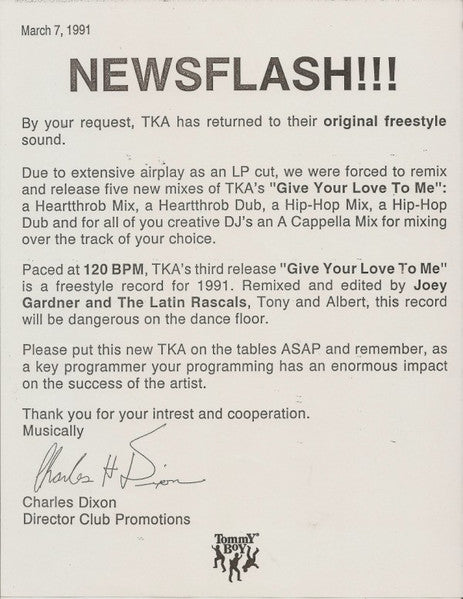 March 7, 1991
NEWSFLASH!!!
By your request, TKA has returned to their original freestyle
sound.
Due to extensive airplay as an LP cut, we were forced to remix
and release five new mixes of TKA's "Give Your Love To Me":
a Heartthrob Mix, a Heartthrob Dub, a Hip-Hop Mix, a Hip-Hop
Dub and for all of you creative DJ's an A Cappella Mix for mixing
over the track of your choice.
Paced at 120 BPM, TKA's third release "Give Your Love To Me"
is a freestyle record for 1991. Remixed and edited by Joey
Gardner and The Latin Rascals, Tony and Albert, this record
will be dangerous on the dance floor.
Please put this new TKA on the tables ASAP and remember, as
a key programmer your programming has an enormous impact
on the success of the artist.
Thank you for your intrest and cooperation.
Musically
Charles H Dixon
Charles Dixon
Director Club Promotions
Tommy
Boy